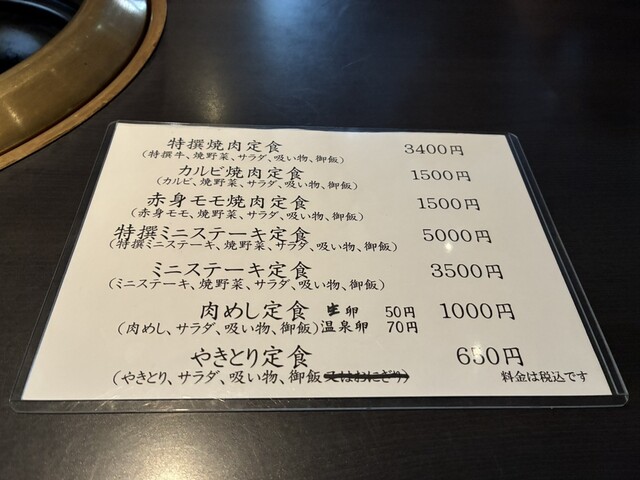 特撰焼肉定食 3400円
(特撰牛、焼野菜、サラダ、吸い物、御飯)
カルビ焼肉定食 1500円
(カルビ、焼野菜、サラダ、吸い物、御飯)
赤身モモ焼肉定食 1500円
(赤身モモ、焼野菜、サラダ、吸い物、御飯)
特撰ミニステーキ定食 5000円
(特撰ミニステーキ、焼野菜、サラダ、吸い物、御飯)
ミニステーキ定食 3500円
(ミニステーキ、焼野菜、サラダ、吸い物、御飯)
肉めし定食 生卵 50円 1000円
(肉めし、サラダ、吸い物、御飯)温泉卵 70円
やきとり定食 650円
(やきとり、サラダ、吸い物、御飯又はおにぎり) 料金は税込です